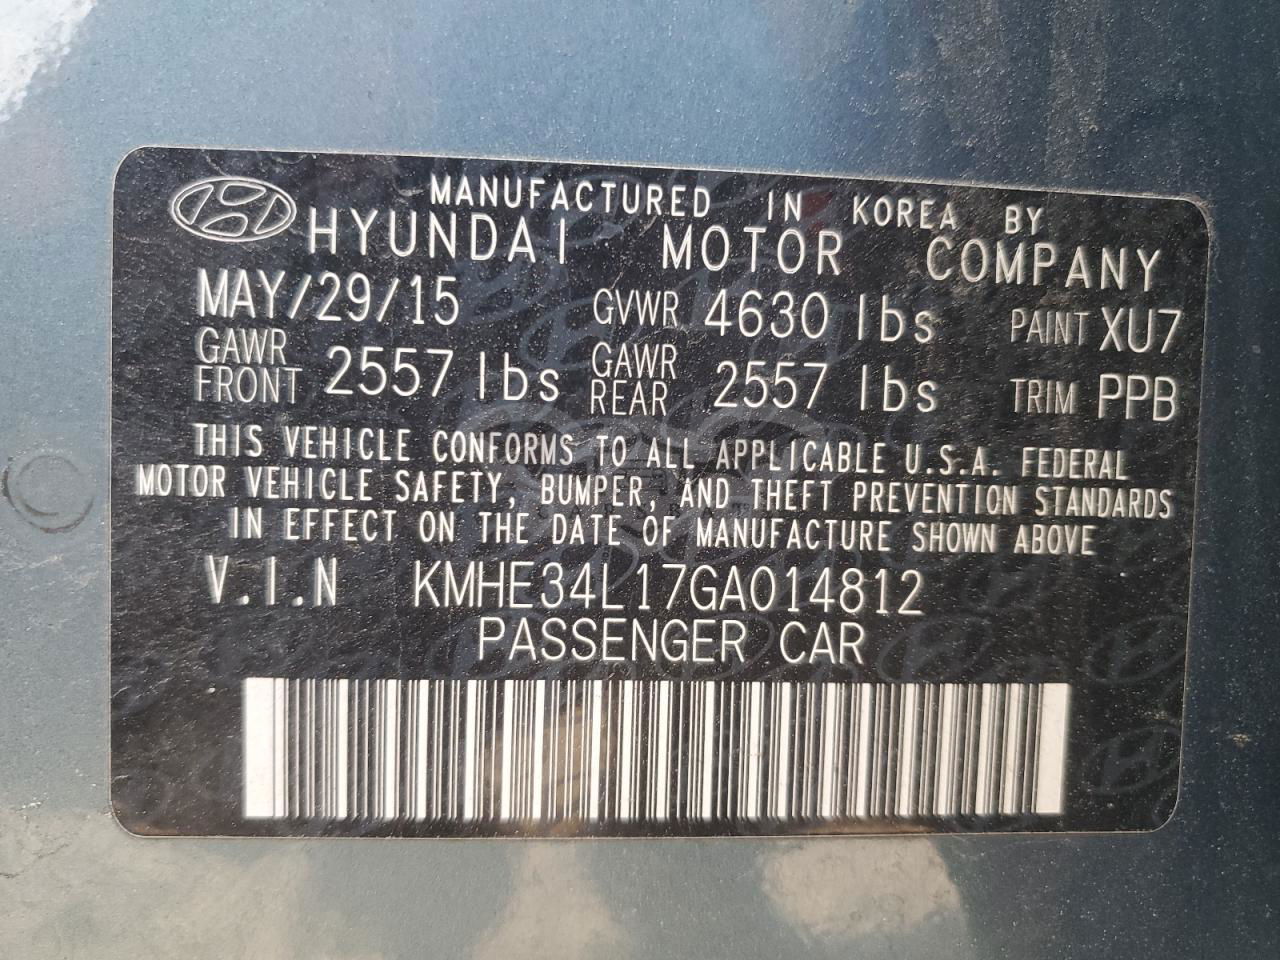 MANUFACTURED IN KOREA BY
HYUNDAI MOTOR COMPANY
MAY/29/15 GVWR 4630 lbs PAINT XU7
GAWR FRONT 2557 lbs GAWR REAR 2557 lbs TRIM PPB
THIS VEHICLE CONFORMS TO ALL APPLICABLE U.S.A. FEDERAL
MOTOR VEHICLE SAFETY, BUMPER, AND THEFT PREVENTION STANDARDS
IN EFFECT ON THE DATE OF MANUFACTURE SHOWN ABOVE
V.I.N KMHE34L17GA014812
PASSENGER CAR